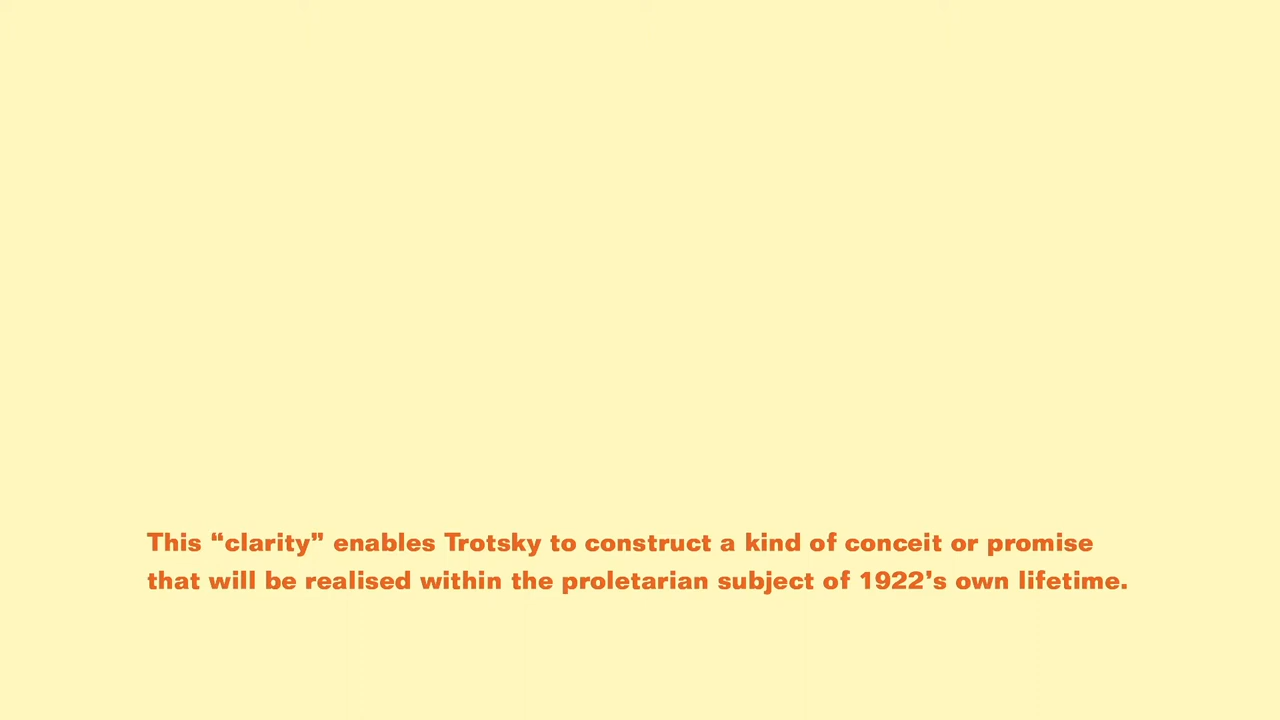 This “clarity” enables Trotsky to construct a kind of conceit or promise
that will be realised within the proletarian subject of 1922’s own lifetime.